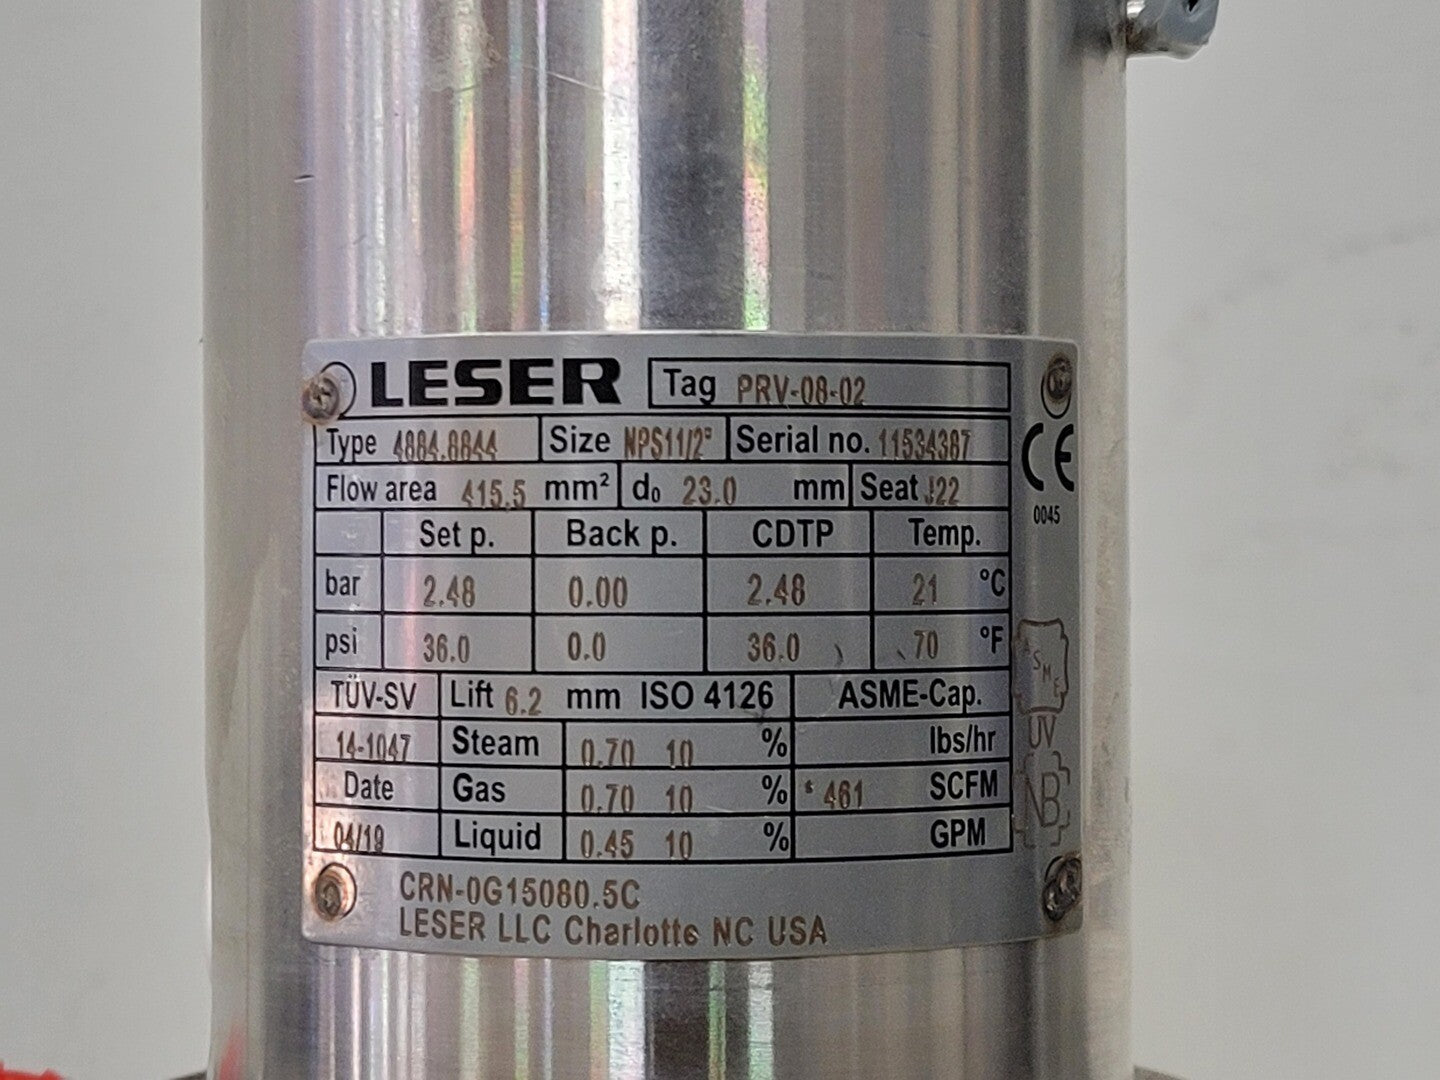 LESER Tag PRV-08-02
Type 4884.8844 Size NPS11/2" Serial no. 11534387
Flow area 415,5 mm² d₀ 23.0 mm Seat J22
CE
0045
Set p. Back p. CDTP Temp.
bar 2.48 0.00 2.48 21 °C
psi 36.0 0.0 36.0 70 °F
ASME
UV
NB
TÜV-SV Lift 6.2 mm ISO 4126 ASME-Cap.
14-1047 Steam 0.70 10 % lbs/hr
Date Gas 0.70 10 % * 461 SCFM
04/19 Liquid 0.45 10 % GPM
CRN-0G15080.5C
LESER LLC Charlotte NC USA